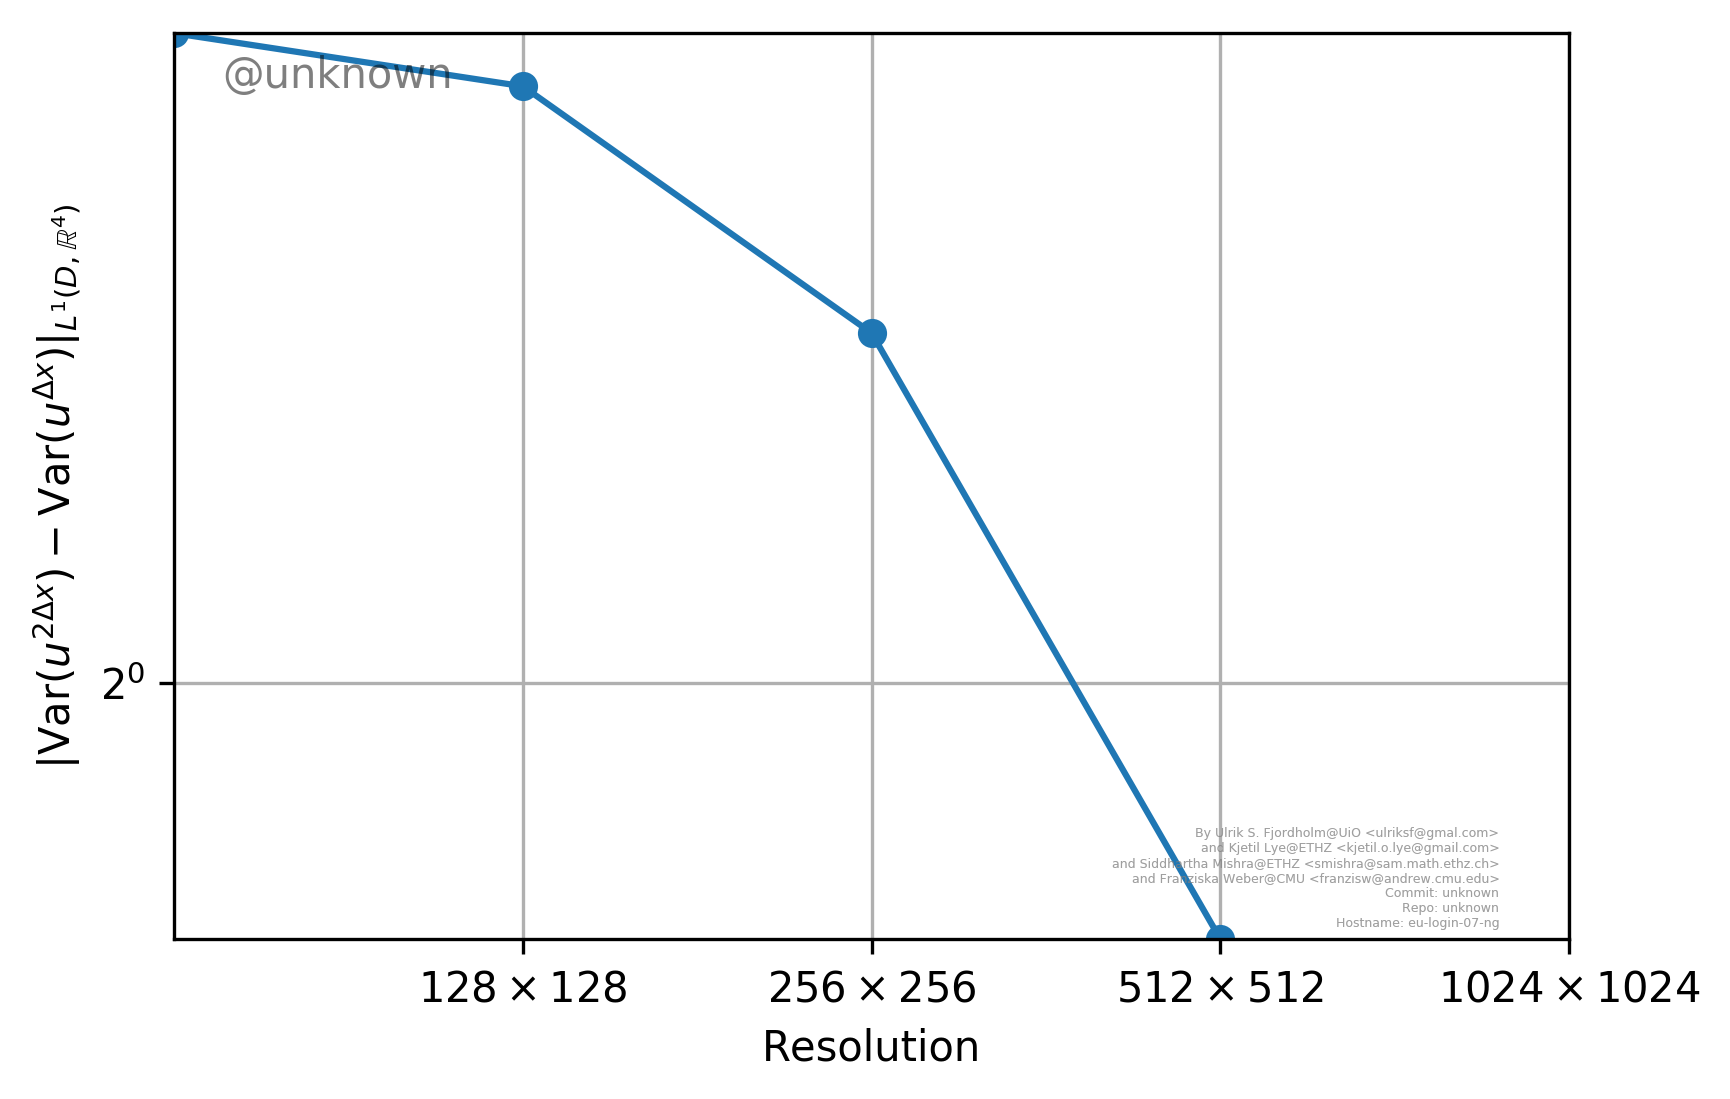 @unknown
|Var(u^{2Δx}) − Var(u^{Δx})|_{L^1(D, ℝ^4)}
2^0
By Ulrik S. Fjordholm@UiO <ulriksf@gmal.com>
and Kjetil Lye@ETHZ <kjetil.o.lye@gmail.com>
and Siddhartha Mishra@ETHZ <smishra@sam.math.ethz.ch>
and Franziska Weber@CMU <franzisw@andrew.cmu.edu>
Commit: unknown
Repo: unknown
Hostname: eu-login-07-ng
128 × 128
256 × 256
512 × 512
1024 × 1024
Resolution